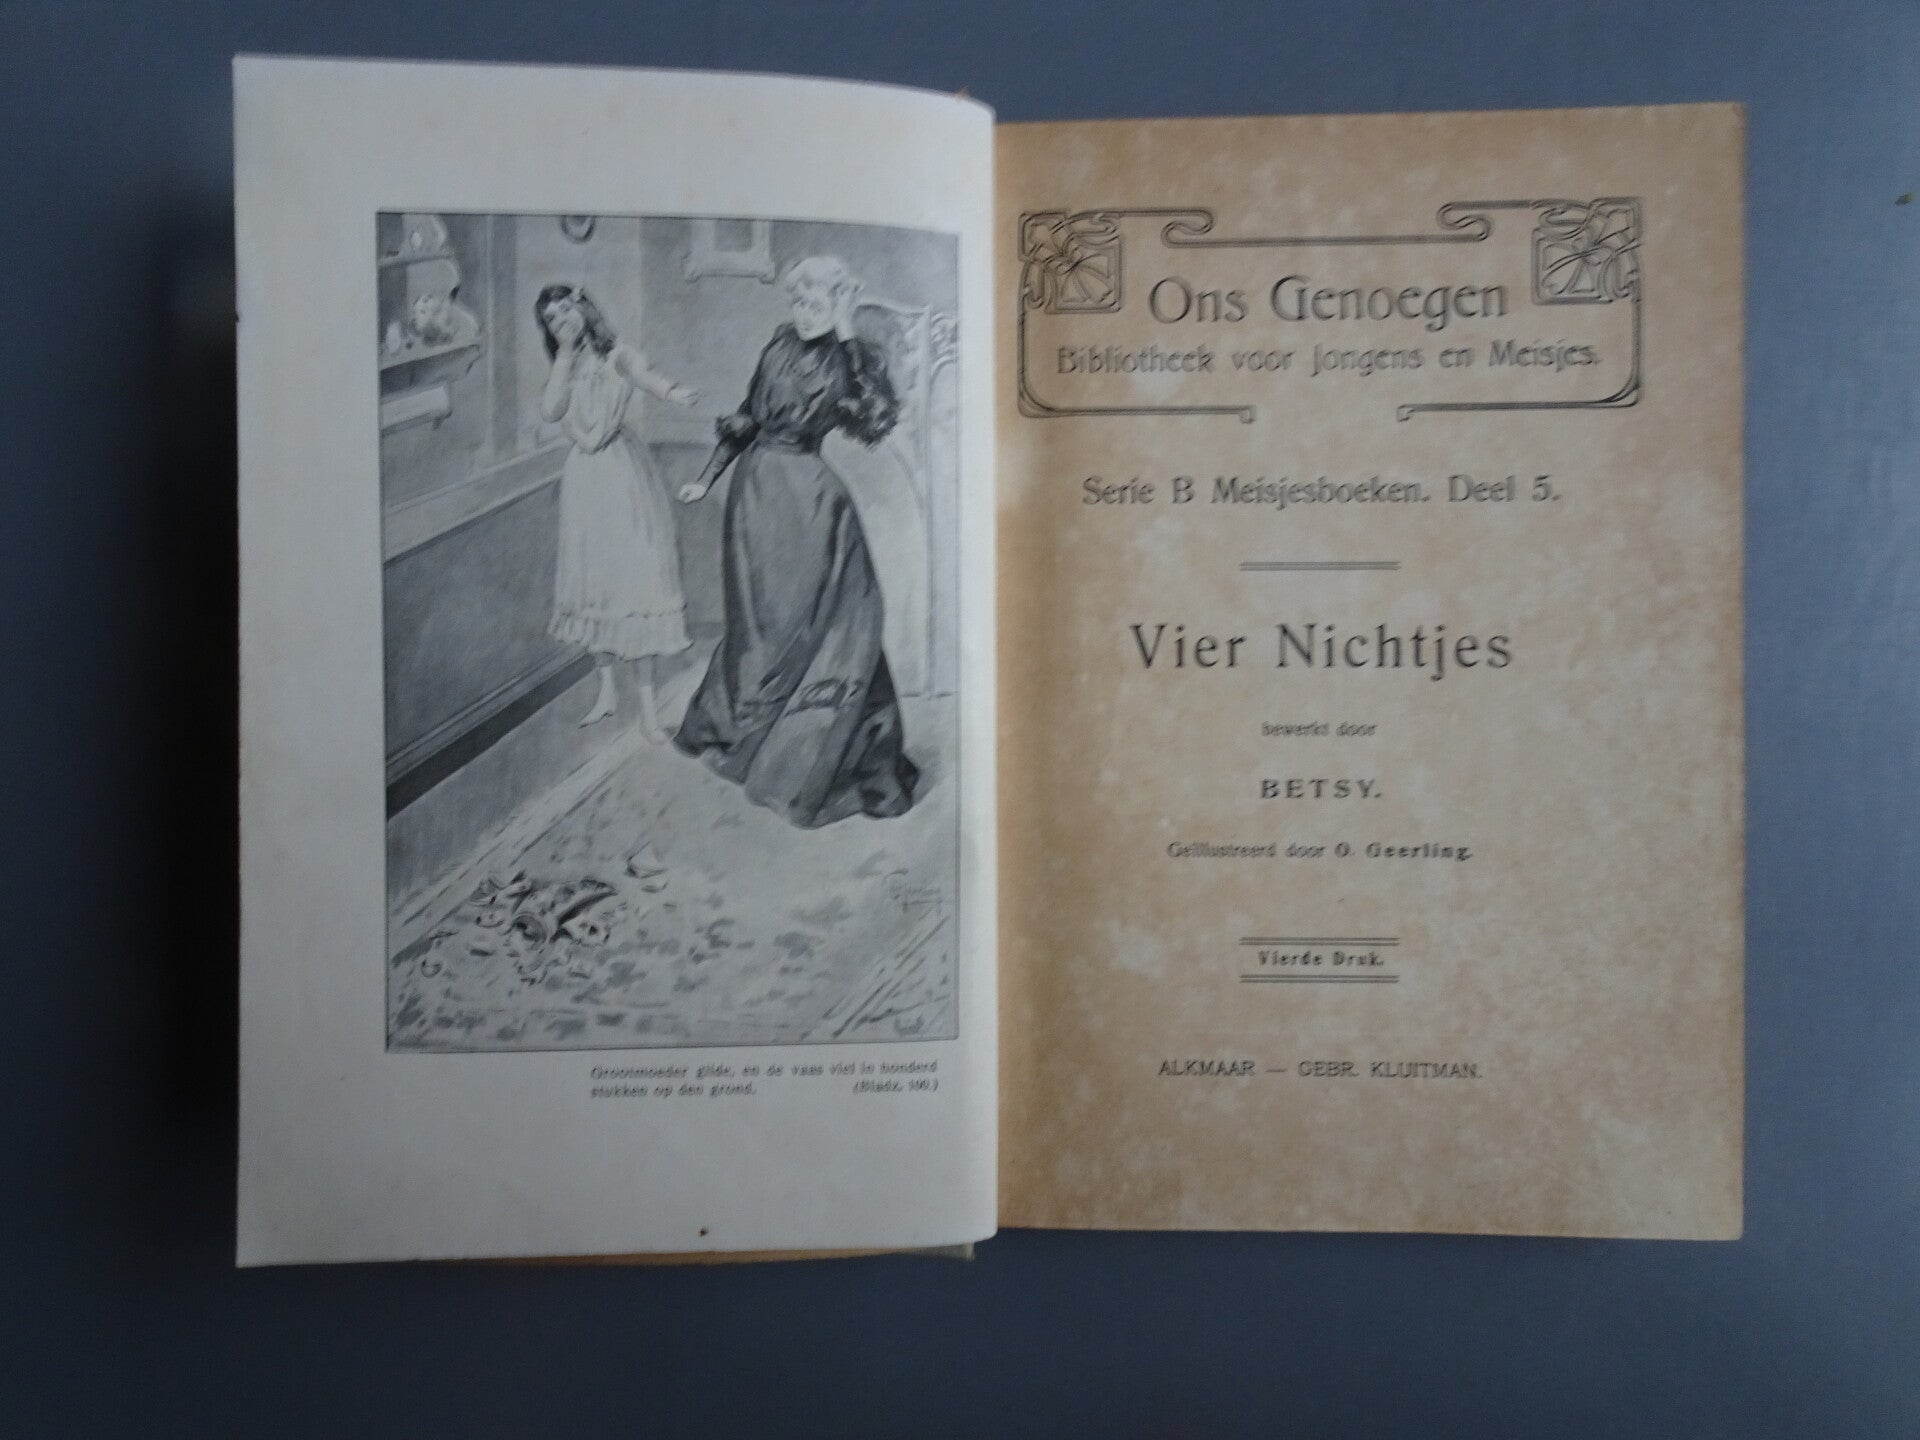 Grootmoeder gilde, en de vaas viel in honderd
stukken op den grond. (Bladz. 100.)
Ons Genoegen
Bibliotheek voor Jongens en Meisjes.
Serie B Meisjesboeken. Deel 5.
Vier Nichtjes
bewerkt door
BETSY.
Geïllustreerd door O. Geerling.
Vierde Druk.
ALKMAAR — GEBR. KLUITMAN.